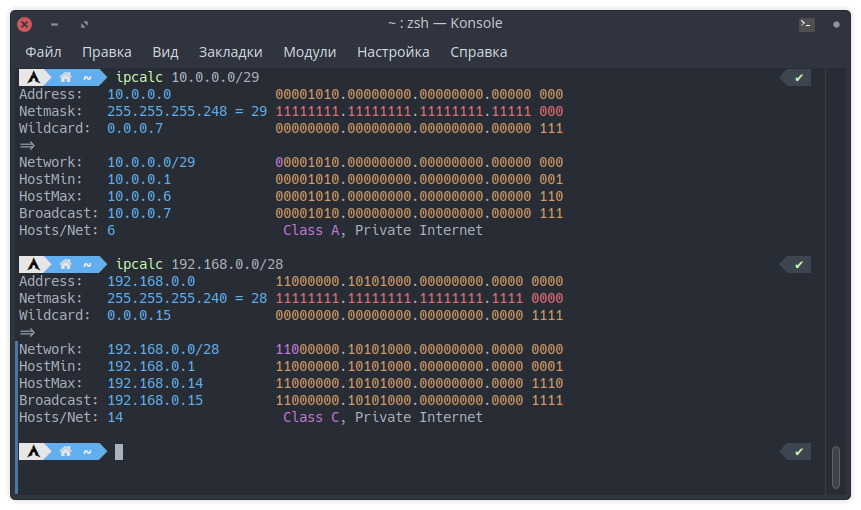 ~ : zsh — Konsole
Файл Правка Вид Закладки Модули Настройка Справка
~ ipcalc 10.0.0.0/29 ✔
Address: 10.0.0.0 00001010.00000000.00000000.00000 000
Netmask: 255.255.255.248 = 29 11111111.11111111.11111111.11111 000
Wildcard: 0.0.0.7 00000000.00000000.00000000.00000 111
=>
Network: 10.0.0.0/29 00001010.00000000.00000000.00000 000
HostMin: 10.0.0.1 00001010.00000000.00000000.00000 001
HostMax: 10.0.0.6 00001010.00000000.00000000.00000 110
Broadcast: 10.0.0.7 00001010.00000000.00000000.00000 111
Hosts/Net: 6 Class A, Private Internet
~ ipcalc 192.168.0.0/28 ✔
Address: 192.168.0.0 11000000.10101000.00000000.0000 0000
Netmask: 255.255.255.240 = 28 11111111.11111111.11111111.1111 0000
Wildcard: 0.0.0.15 00000000.00000000.00000000.0000 1111
=>
Network: 192.168.0.0/28 11000000.10101000.00000000.0000 0000
HostMin: 192.168.0.1 11000000.10101000.00000000.0000 0001
HostMax: 192.168.0.14 11000000.10101000.00000000.0000 1110
Broadcast: 192.168.0.15 11000000.10101000.00000000.0000 1111
Hosts/Net: 14 Class C, Private Internet
~ ✔